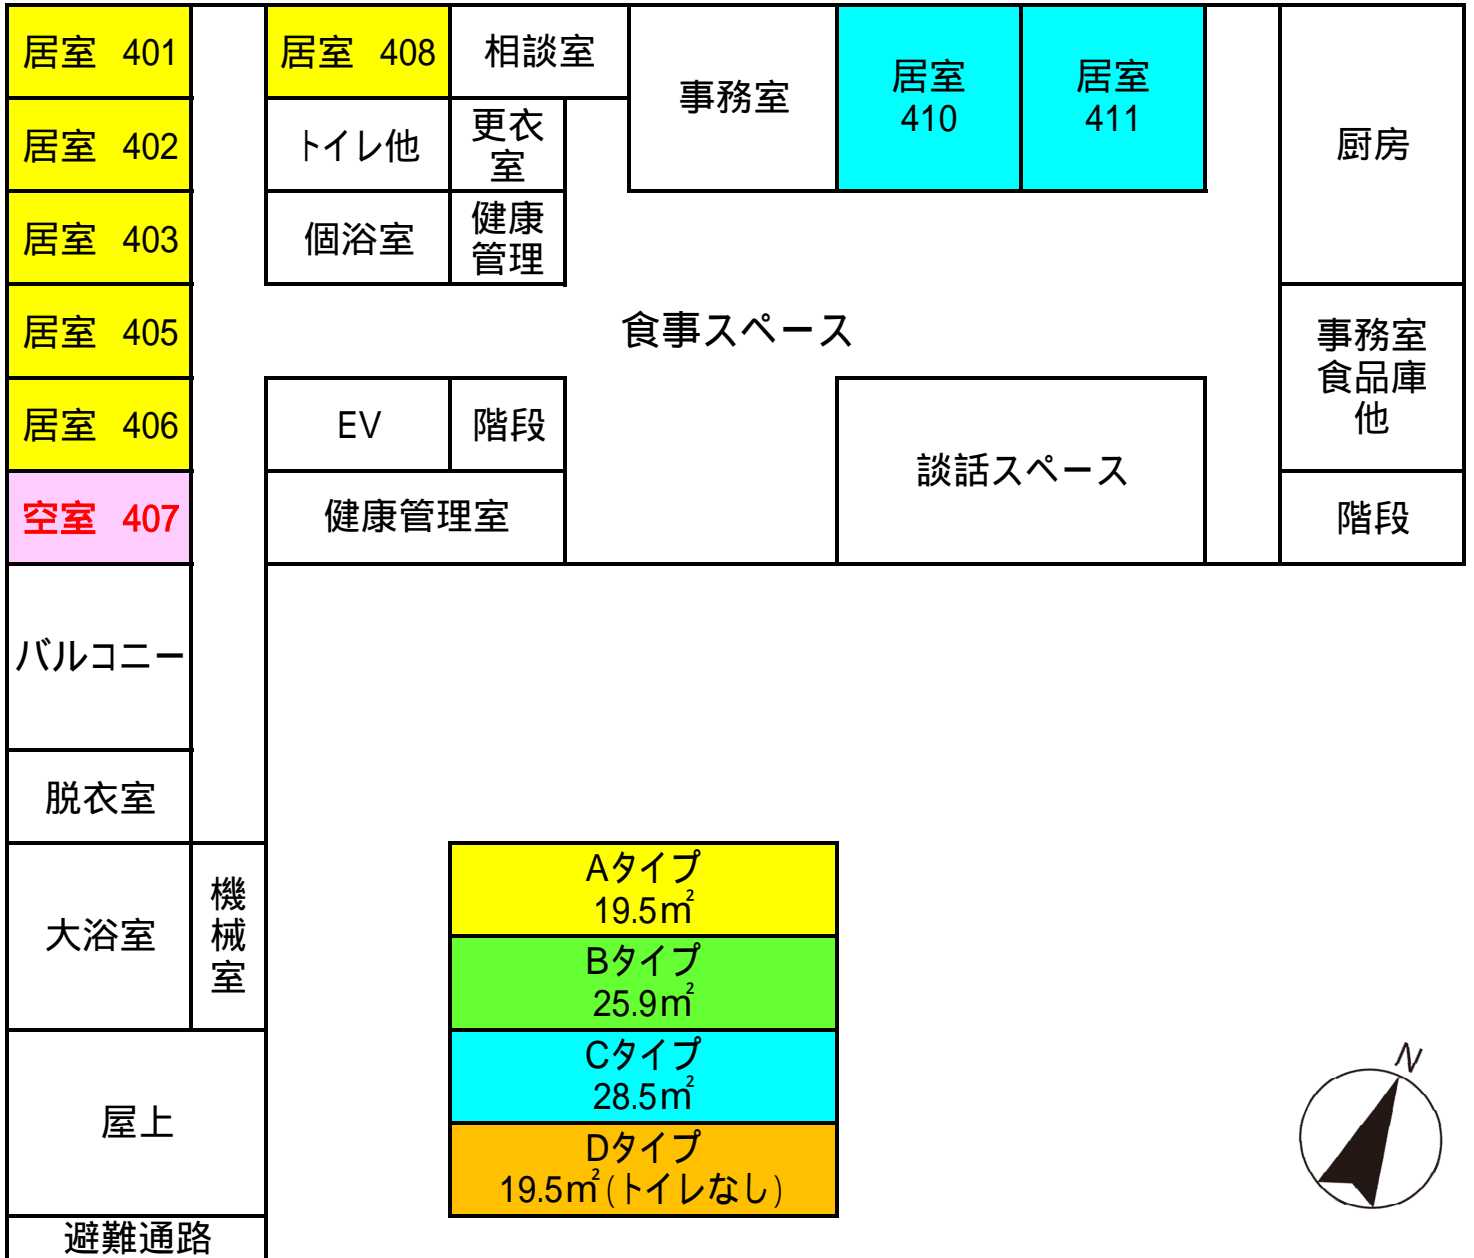 居室 401
居室 402
居室 403
居室 405
居室 406
空室 407
バルコニー
脱衣室
大浴室
機
械
室
屋上
避難通路
居室 408
相談室
トイレ他
更衣
室
個浴室
健康
管理
事務室
居室
410
居室
411
厨房
食事スペース
事務室
食品庫
他
EV
階段
健康管理室
談話スペース
階段
Aタイプ
19.5㎡
Bタイプ
25.9㎡
Cタイプ
28.5㎡
Dタイプ
19.5㎡(トイレなし)
N